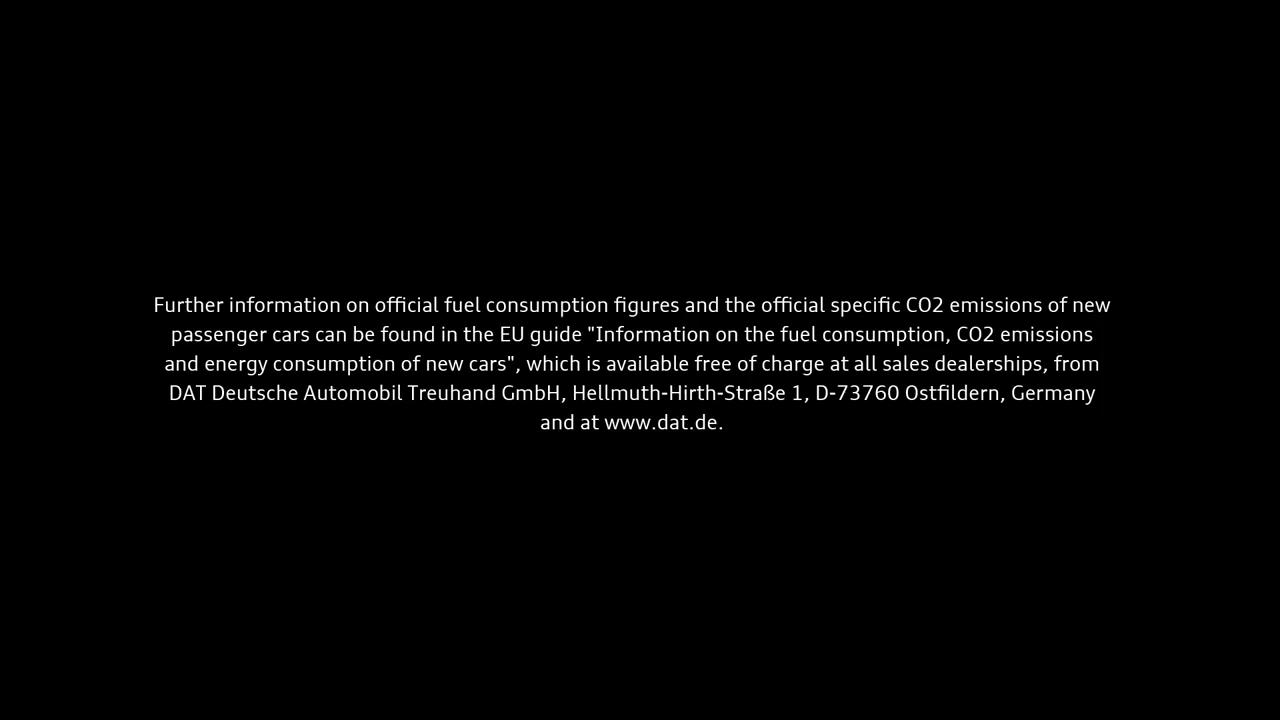 Further information on official fuel consumption figures and the official specific CO2 emissions of new
passenger cars can be found in the EU guide "Information on the fuel consumption, CO2 emissions
and energy consumption of new cars", which is available free of charge at all sales dealerships, from
DAT Deutsche Automobil Treuhand GmbH, Hellmuth-Hirth-Straße 1, D-73760 Ostfildern, Germany
and at www.dat.de.